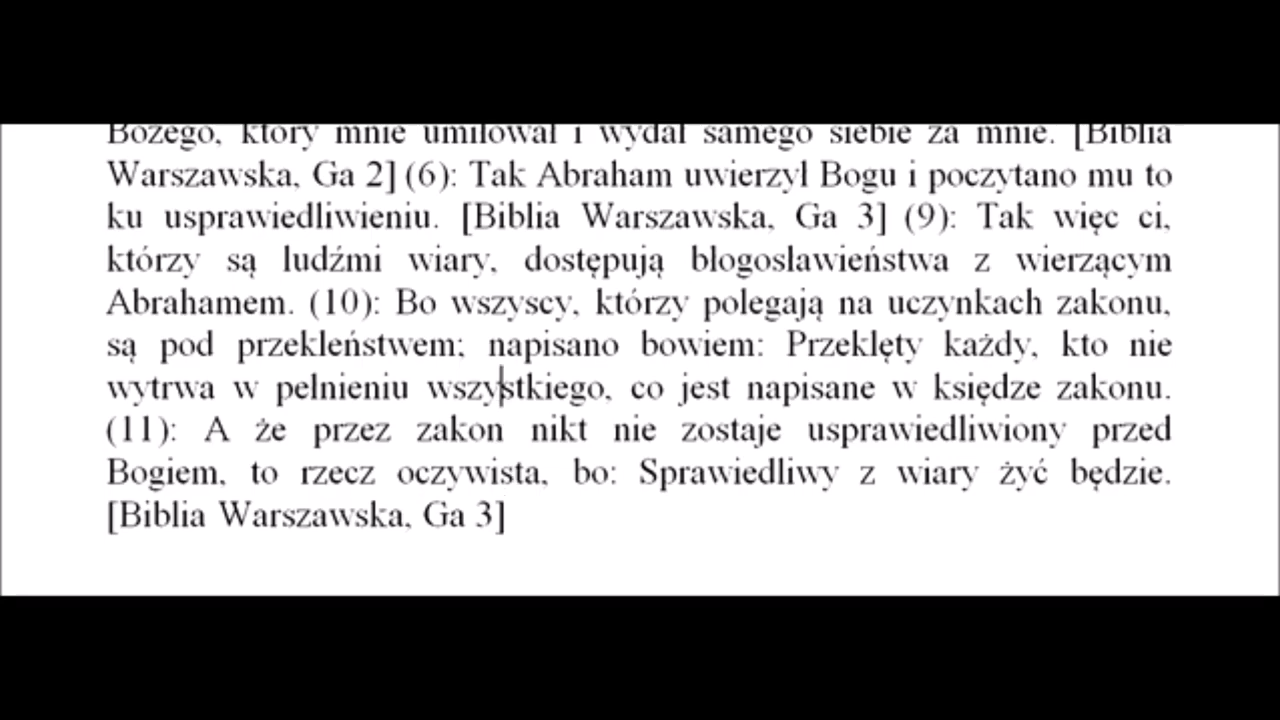 Bożego, który mnie umiłował i wydał samego siebie za mnie. [Biblia
Warszawska, Ga 2] (6): Tak Abraham uwierzył Bogu i poczytano mu to
ku usprawiedliwieniu. [Biblia Warszawska, Ga 3] (9): Tak więc ci,
którzy są ludźmi wiary, dostępują błogosławieństwa z wierzącym
Abrahamem. (10): Bo wszyscy, którzy polegają na uczynkach zakonu,
są pod przekleństwem; napisano bowiem: Przeklęty każdy, kto nie
wytrwa w pełnieniu wszystkiego, co jest napisane w księdze zakonu.
(11): A że przez zakon nikt nie zostaje usprawiedliwiony przed
Bogiem, to rzecz oczywista, bo: Sprawiedliwy z wiary żyć będzie.
[Biblia Warszawska, Ga 3]